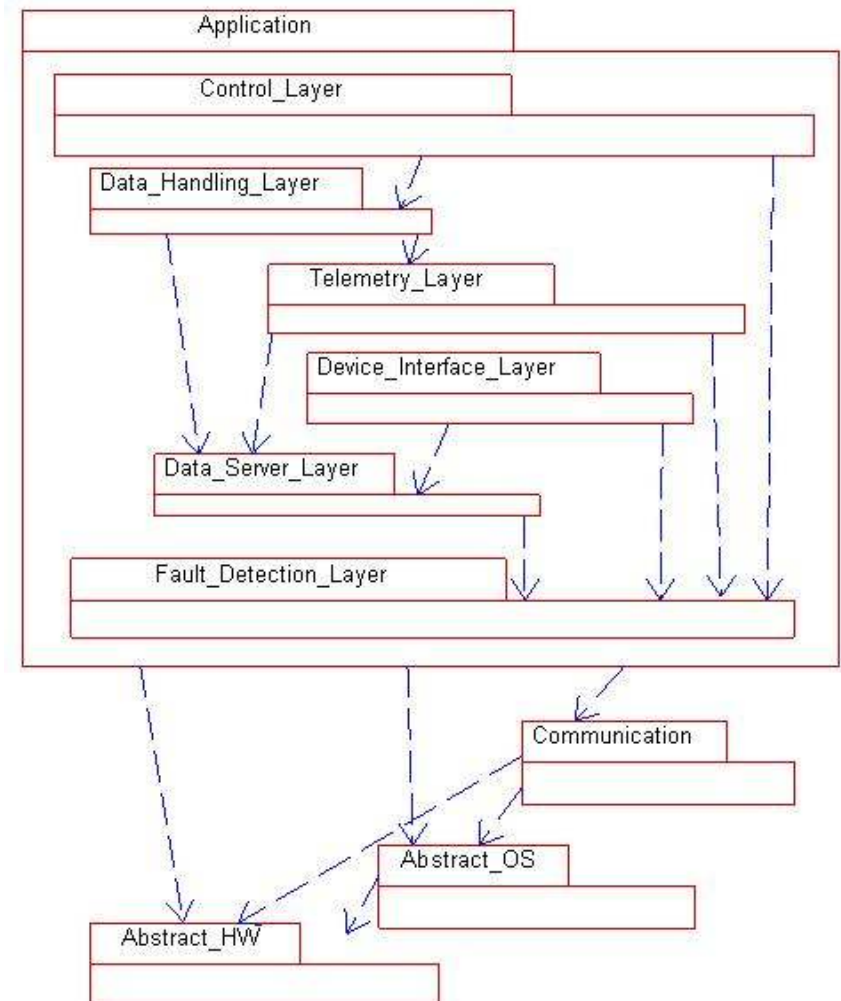 Application
Control_Layer
Data_Handling_Layer
Telemetry_Layer
Device_Interface_Layer
Data_Server_Layer
Fault_Detection_Layer
Communication
Abstract_OS
Abstract_HW